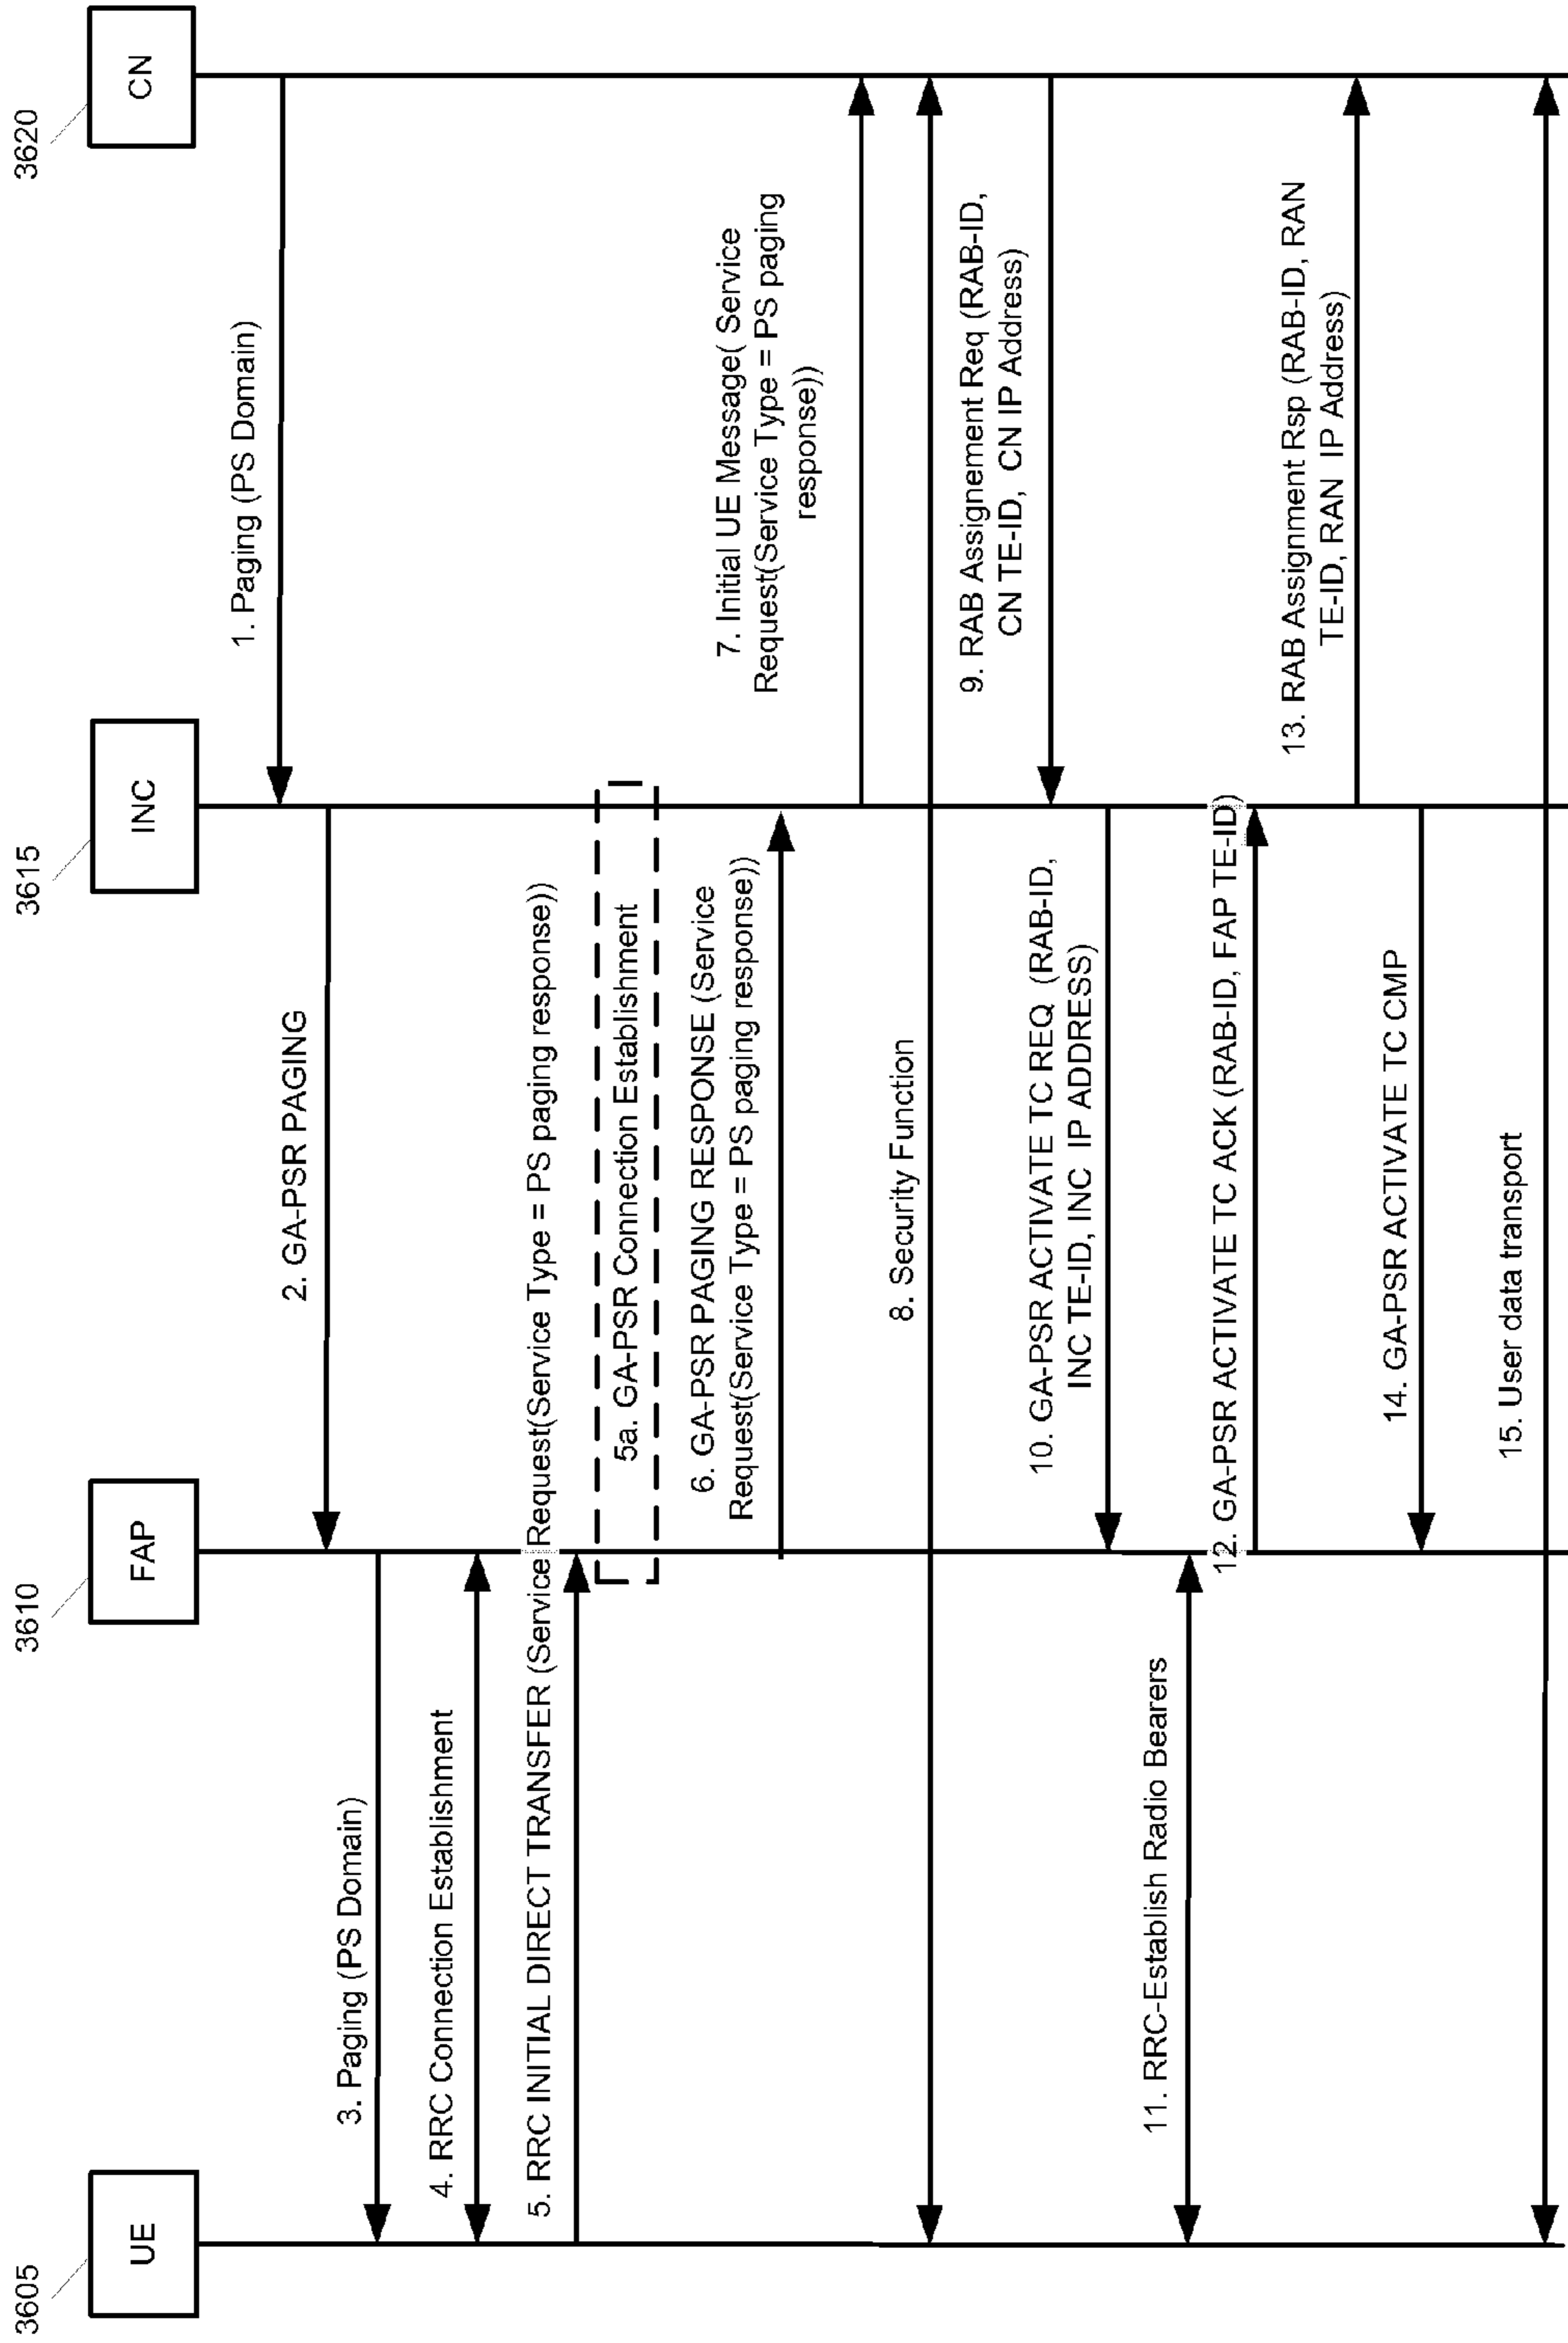 3605
3610
3615
3620
UE
FAP
INC
CN
1. Paging (PS Domain)
2. GA-PSR PAGING
3. Paging (PS Domain)
4. RRC Connection Establishment
5. RRC INITIAL DIRECT TRANSFER (Service Request(Service Type = PS paging response))
5a. GA-PSR Connection Establishment
6. GA-PSR PAGING RESPONSE (Service
Request(Service Type = PS paging response))
7. Initial UE Message( Service
Request(Service Type = PS paging
response))
8. Security Function
9. RAB Assignement Req (RAB-ID,
CN TE-ID, CN IP Address)
10. GA-PSR ACTIVATE TC REQ (RAB-ID,
INC TE-ID, INC IP ADDRESS)
11. RRC-Establish Radio Bearers
12. GA-PSR ACTIVATE TC ACK (RAB-ID, FAP TE-ID)
13. RAB Assignment Rsp (RAB-ID, RAN
TE-ID, RAN IP Address)
14. GA-PSR ACTIVATE TC CMP
15. User data transport